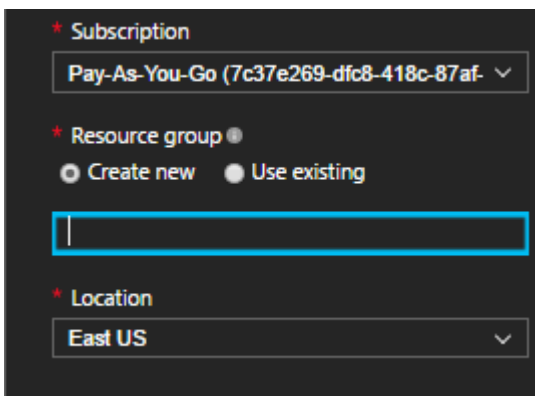 * Subscription
Pay-As-You-Go (7c37e269-dfc8-418c-87af-
* Resource group
Create new Use existing
* Location
East US